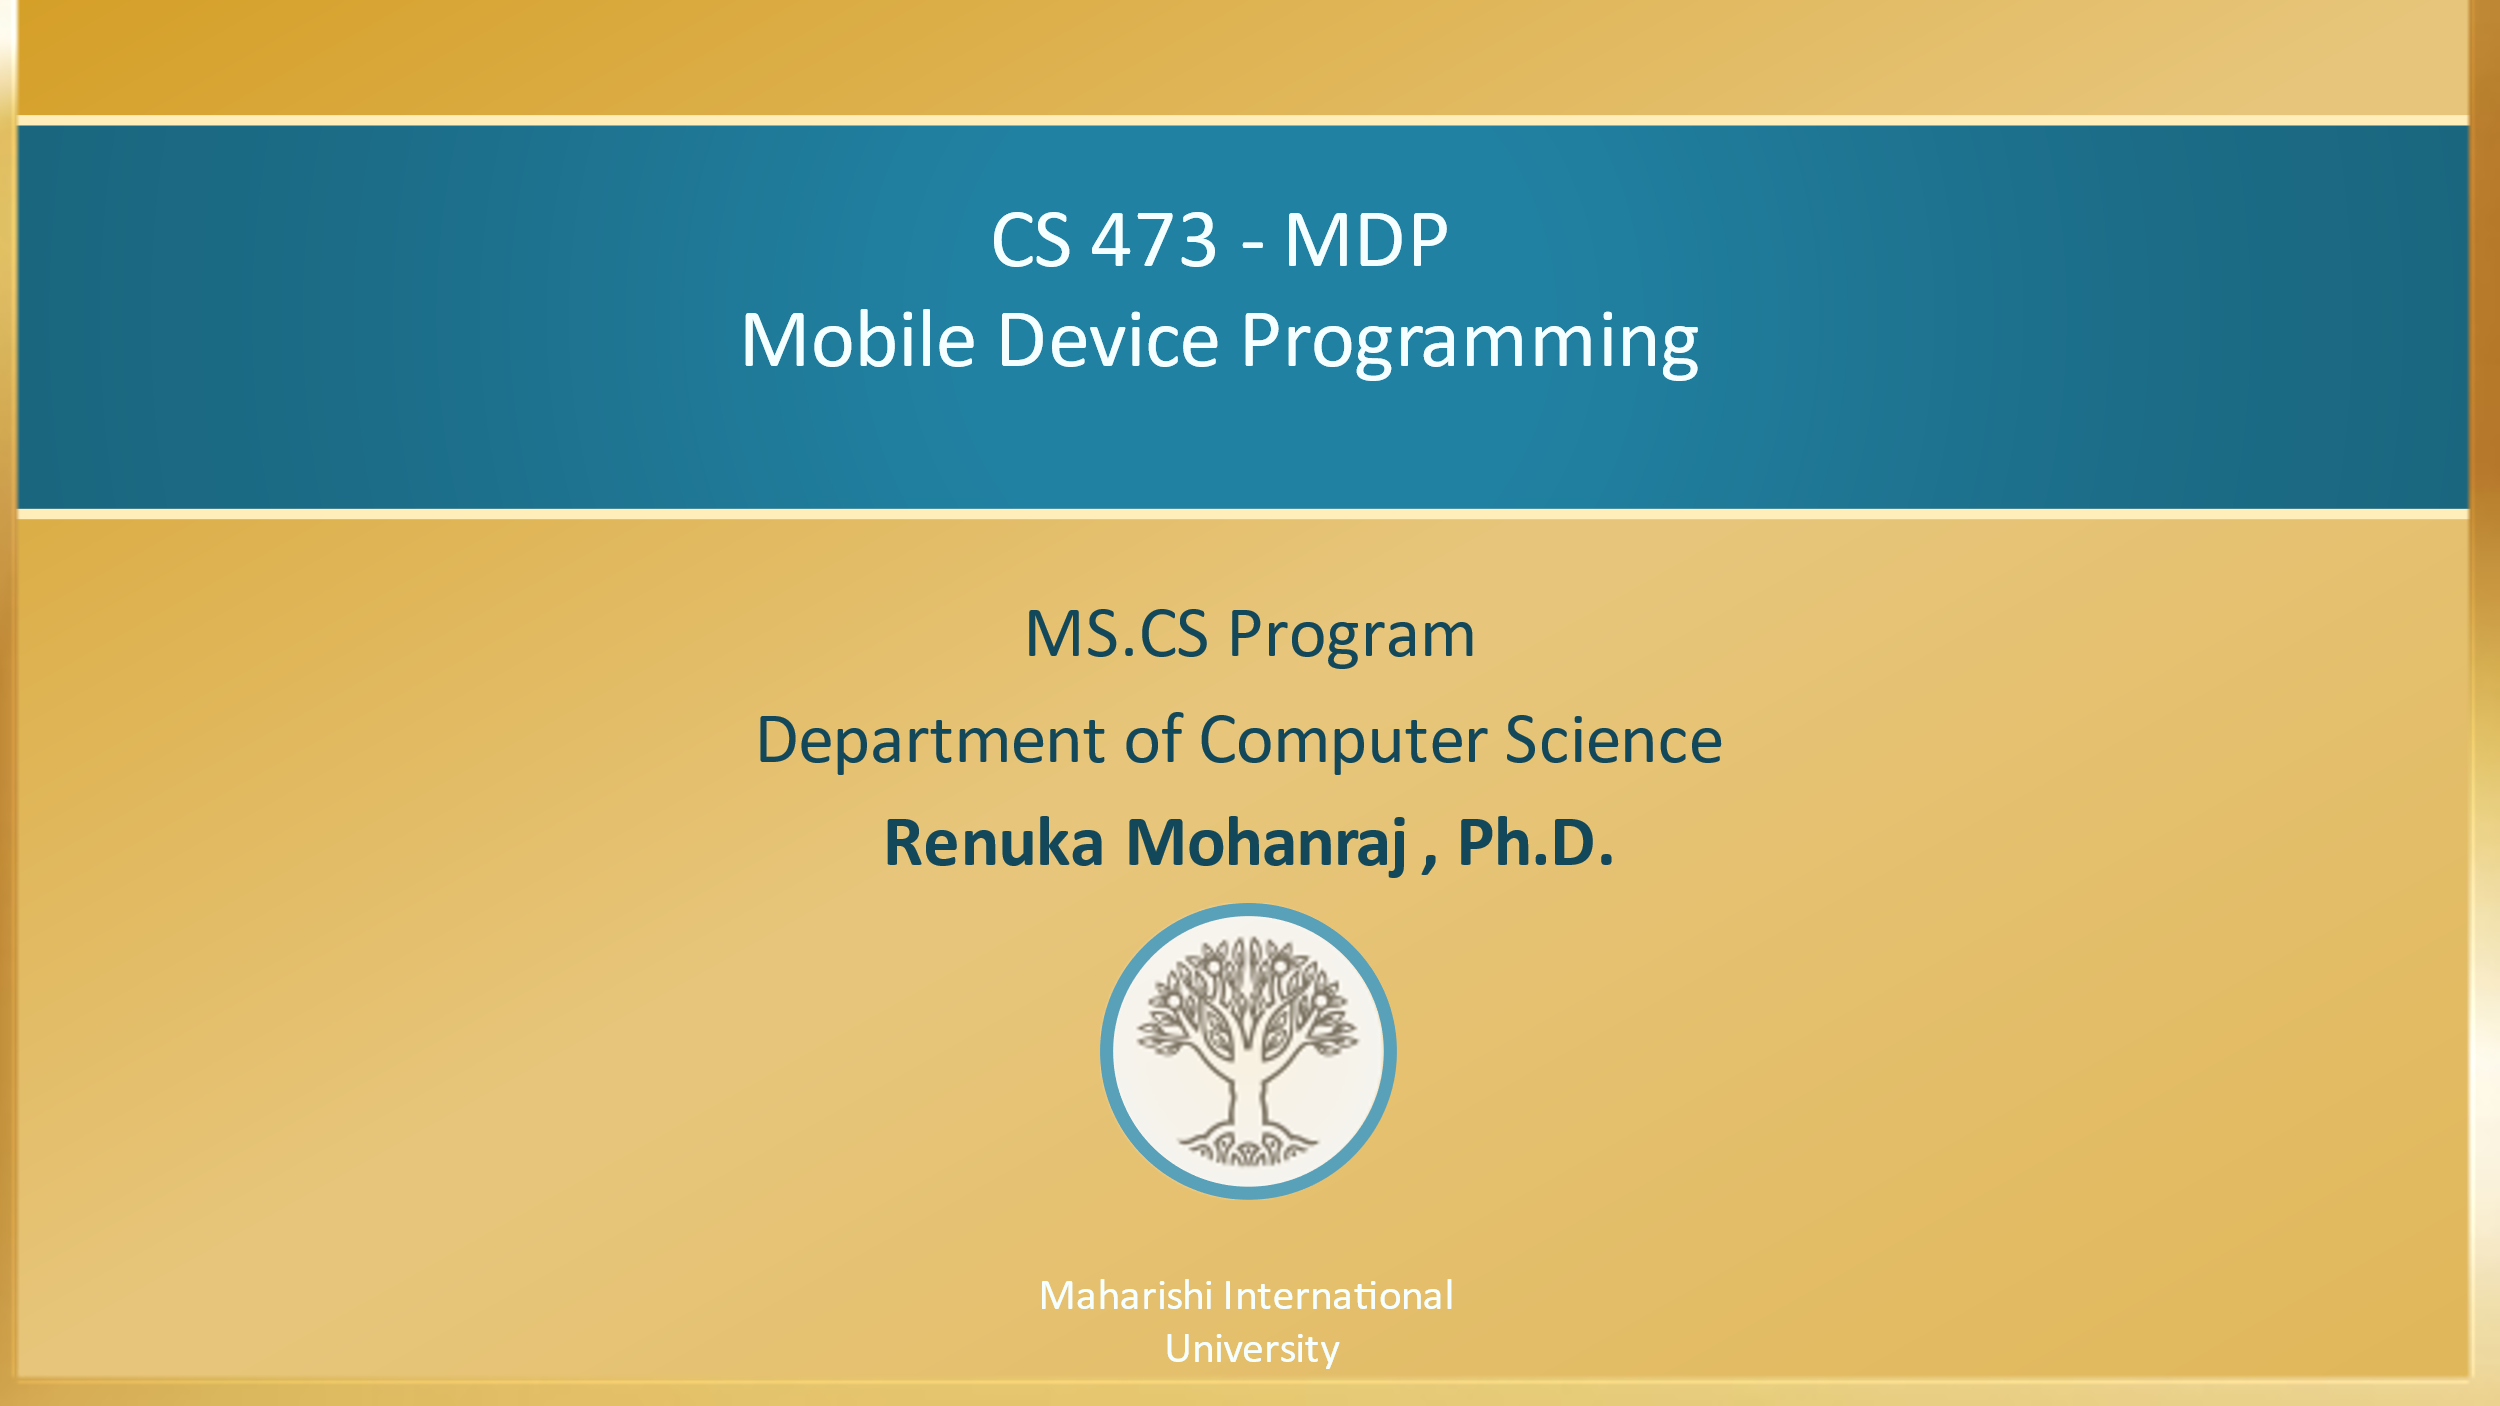 CS 473 - MDP
Mobile Device Programming
MS.CS Program
Department of Computer Science
Renuka Mohanraj , Ph.D.
Maharishi International
University